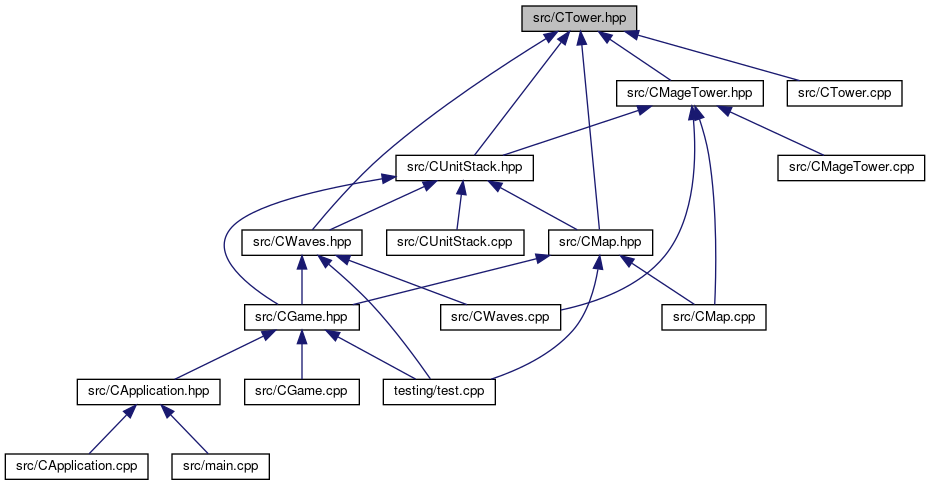 src/CTower.hpp
src/CMageTower.hpp
src/CTower.cpp
src/CUnitStack.hpp
src/CMageTower.cpp
src/CWaves.hpp
src/CUnitStack.cpp
src/CMap.hpp
src/CGame.hpp
src/CWaves.cpp
src/CMap.cpp
src/CApplication.hpp
src/CGame.cpp
testing/test.cpp
src/CApplication.cpp
src/main.cpp